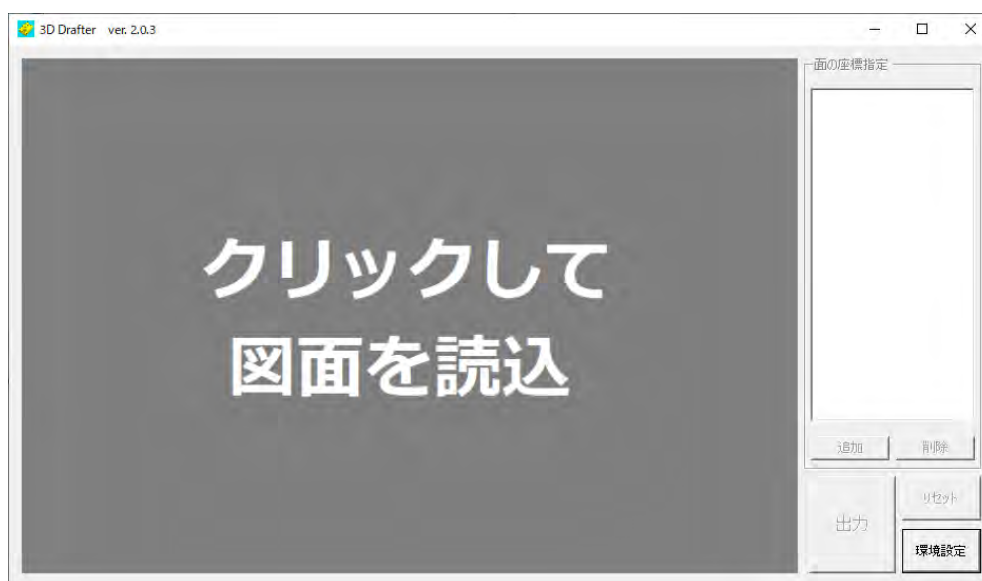 3D Drafter ver. 2.0.3
面の座標指定
クリックして
図面を読込
追加 削除
リセット
出力
環境設定